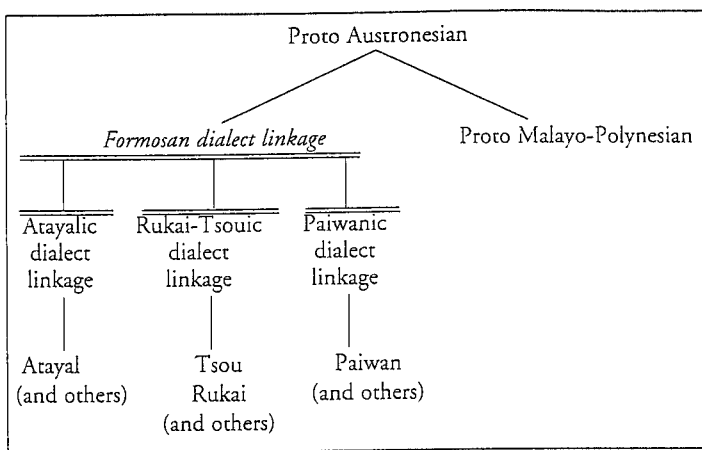 Proto Austronesian
Formosan dialect linkage
Proto Malayo-Polynesian
Atayalic
dialect
linkage
Rukai-Tsouic
dialect
linkage
Paiwanic
dialect
linkage
Atayal
(and others)
Tsou
Rukai
(and others)
Paiwan
(and others)